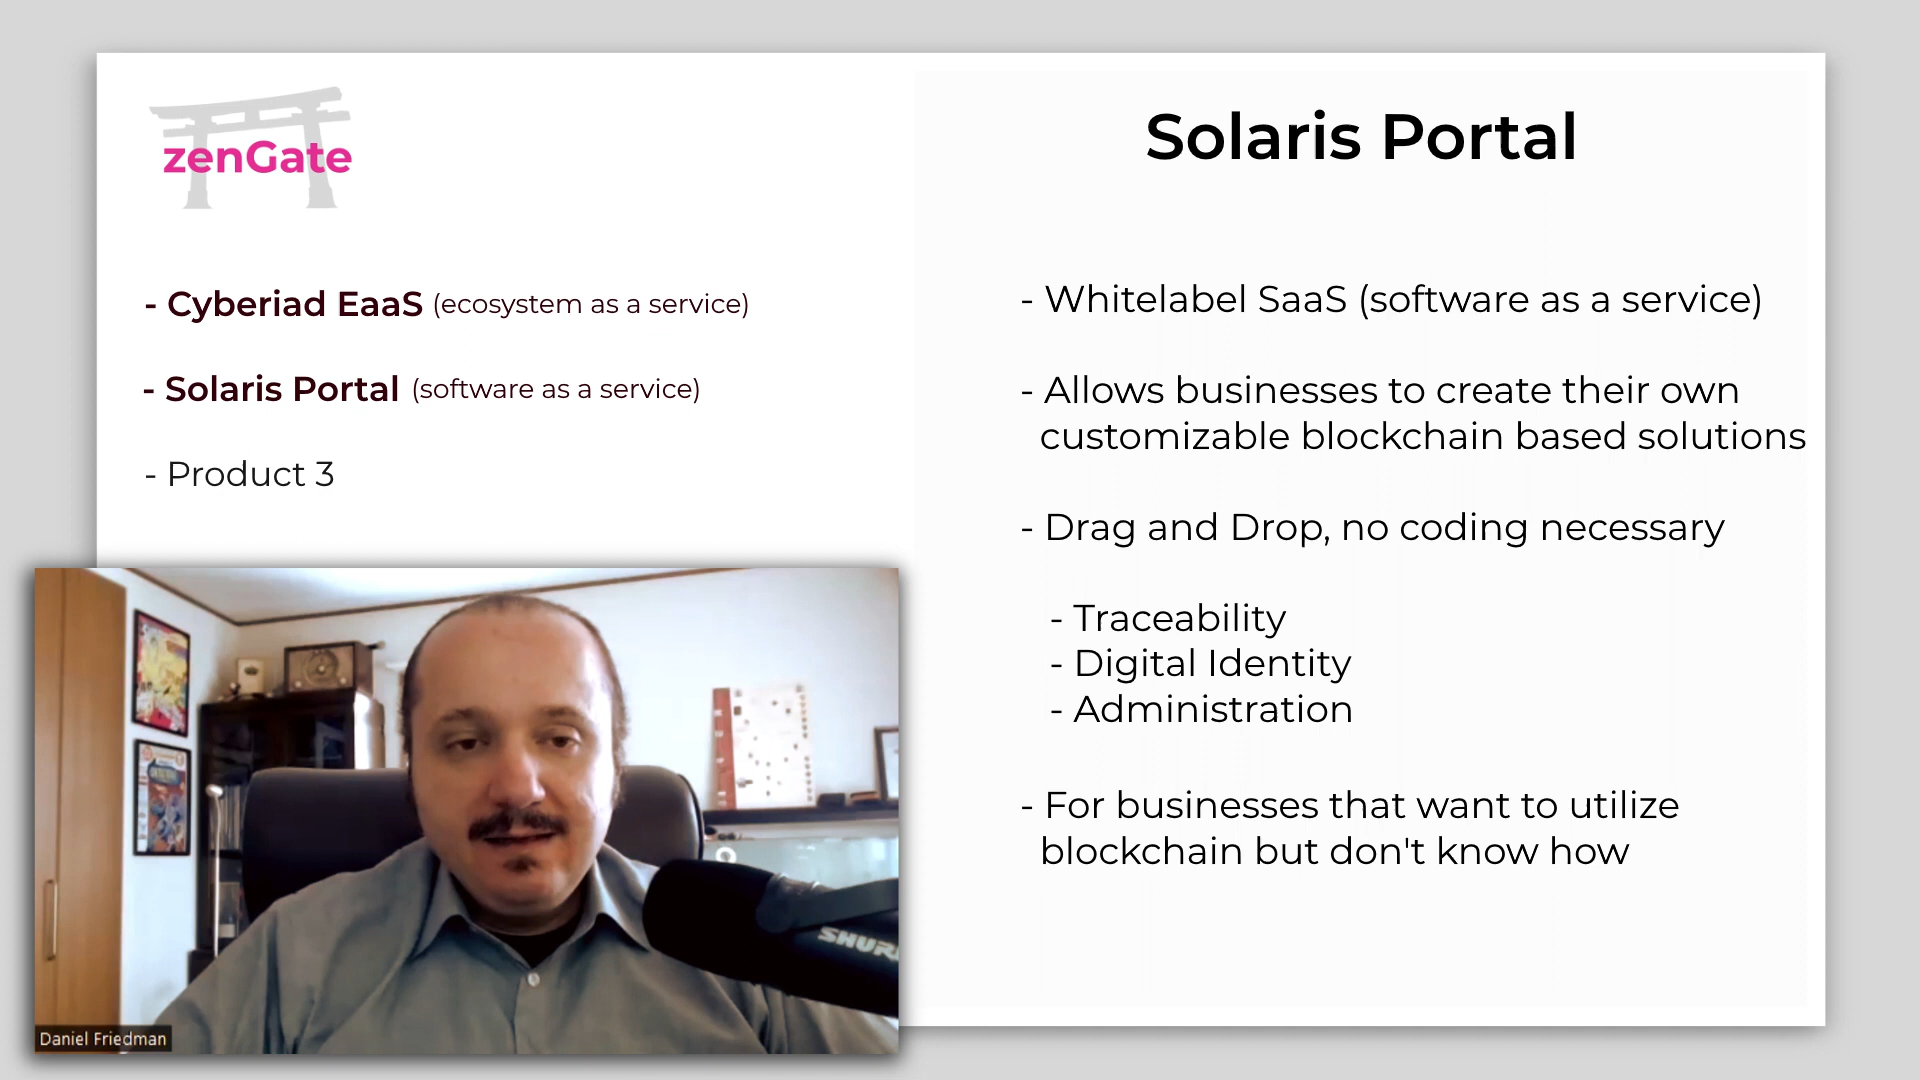 zenGate
- Cyberiad EaaS (ecosystem as a service)
- Solaris Portal (software as a service)
- Product 3
Solaris Portal
- Whitelabel SaaS (software as a service)
- Allows businesses to create their own
customizable blockchain based solutions
- Drag and Drop, no coding necessary
- Traceability
- Digital Identity
- Administration
- For businesses that want to utilize
blockchain but don't know how
SHUR
Daniel Friedman